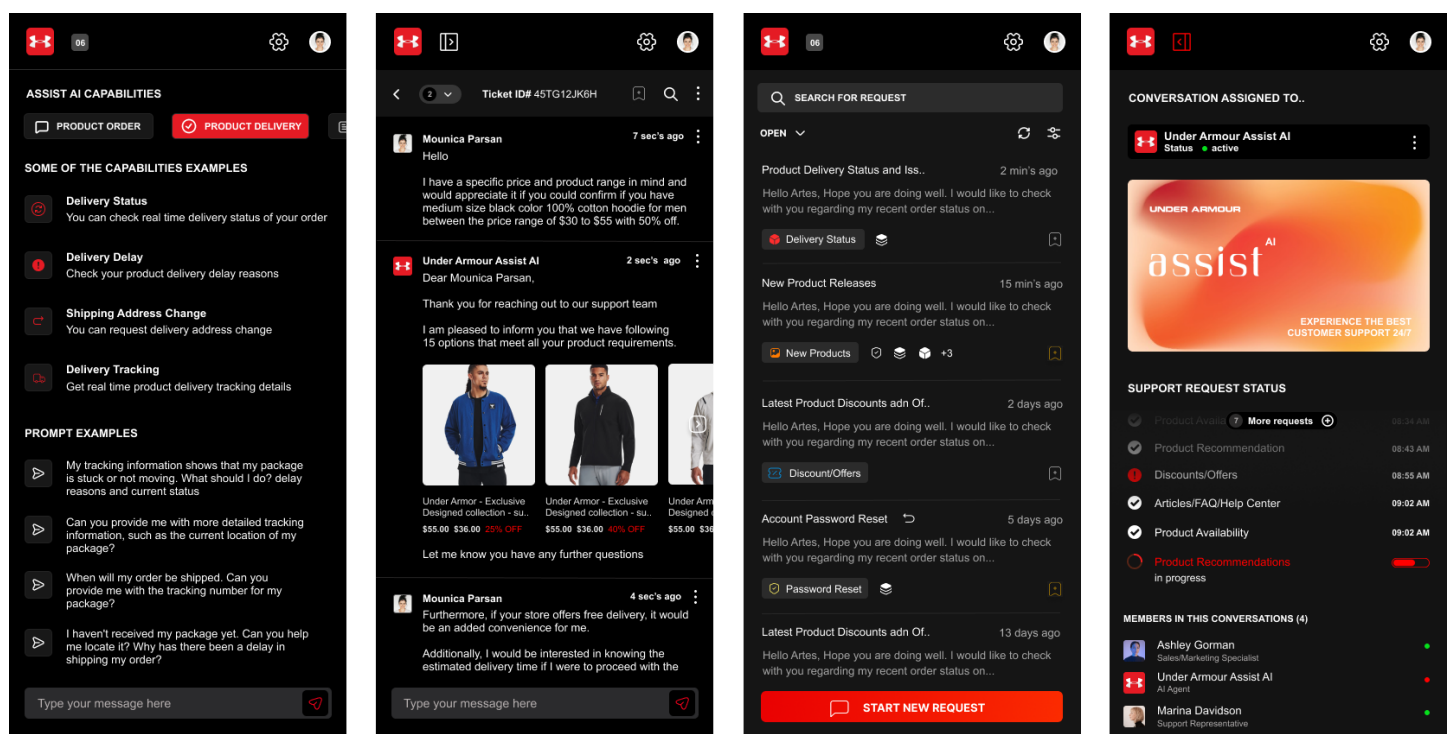 06
ASSIST AI CAPABILITIES
PRODUCT ORDER
PRODUCT DELIVERY
SOME OF THE CAPABILITIES EXAMPLES
Delivery Status
You can check real time delivery status of your order
Delivery Delay
Check your product delivery delay reasons
Shipping Address Change
You can request delivery address change
Delivery Tracking
Get real time product delivery tracking details
PROMPT EXAMPLES
My tracking information shows that my package
is stuck or not moving. What should I do? delay
reasons and current status
Can you provide me with more detailed tracking
information, such as the current location of my
package?
When will my order be shipped. Can you
provide me with the tracking number for my
package?
I haven't received my package yet. Can you help
me locate it? Why has there been a delay in
shipping my order?
Type your message here
2
Ticket ID# 45TG12JK6H
Mounica Parsan
7 sec's ago
Hello
I have a specific price and product range in mind and
would appreciate it if you could confirm if you have
medium size black color 100% cotton hoodie for men
between the price range of $30 to $55 with 50% off.
Under Armour Assist AI
2 sec's ago
Dear Mounica Parsan,
Thank you for reaching out to our support team
I am pleased to inform you that we have following
15 options that meet all your product requirements.
Under Armor - Exclusive
Designed collection - su..
$55.00 $36.00 25% OFF
Under Armor - Exclusive
Designed collection - su..
$55.00 $36.00 40% OFF
Under Arm
Designed c
$55.00 $36
Let me know you have any further questions
Mounica Parsan
4 sec's ago
Furthermore, if your store offers free delivery, it would
be an added convenience for me.
Additionally, I would be interested in knowing the
estimated delivery time if I were to proceed with the
Type your message here
06
SEARCH FOR REQUEST
OPEN
Product Delivery Status and Iss..
2 min's ago
Hello Artes, Hope you are doing well. I would like to check
with you regarding my recent order status on...
Delivery Status
New Product Releases
15 min's ago
Hello Artes, Hope you are doing well. I would like to check
with you regarding my recent order status on...
New Products
+3
Latest Product Discounts adn Of..
2 days ago
Hello Artes, Hope you are doing well. I would like to check
with you regarding my recent order status on...
Discount/Offers
Account Password Reset
5 days ago
Hello Artes, Hope you are doing well. I would like to check
with you regarding my recent order status on...
Password Reset
Latest Product Discounts adn Of..
13 days ago
Hello Artes, Hope you are doing well. I would like to check
with you regarding my recent order status on...
START NEW REQUEST
CONVERSATION ASSIGNED TO..
Under Armour Assist AI
Status active
UNDER ARMOUR
assist AI
EXPERIENCE THE BEST
CUSTOMER SUPPORT 24/7
SUPPORT REQUEST STATUS
Product Availa
7 More requests
08:34 AM
Product Recommendation
08:43 AM
Discounts/Offers
08:55 AM
Articles/FAQ/Help Center
09:02 AM
Product Availability
09:02 AM
Product Recommendations
in progress
MEMBERS IN THIS CONVERSATIONS (4)
Ashley Gorman
Sales/Marketing Specialist
Under Armour Assist AI
AI Agent
Marina Davidson
Support Representative